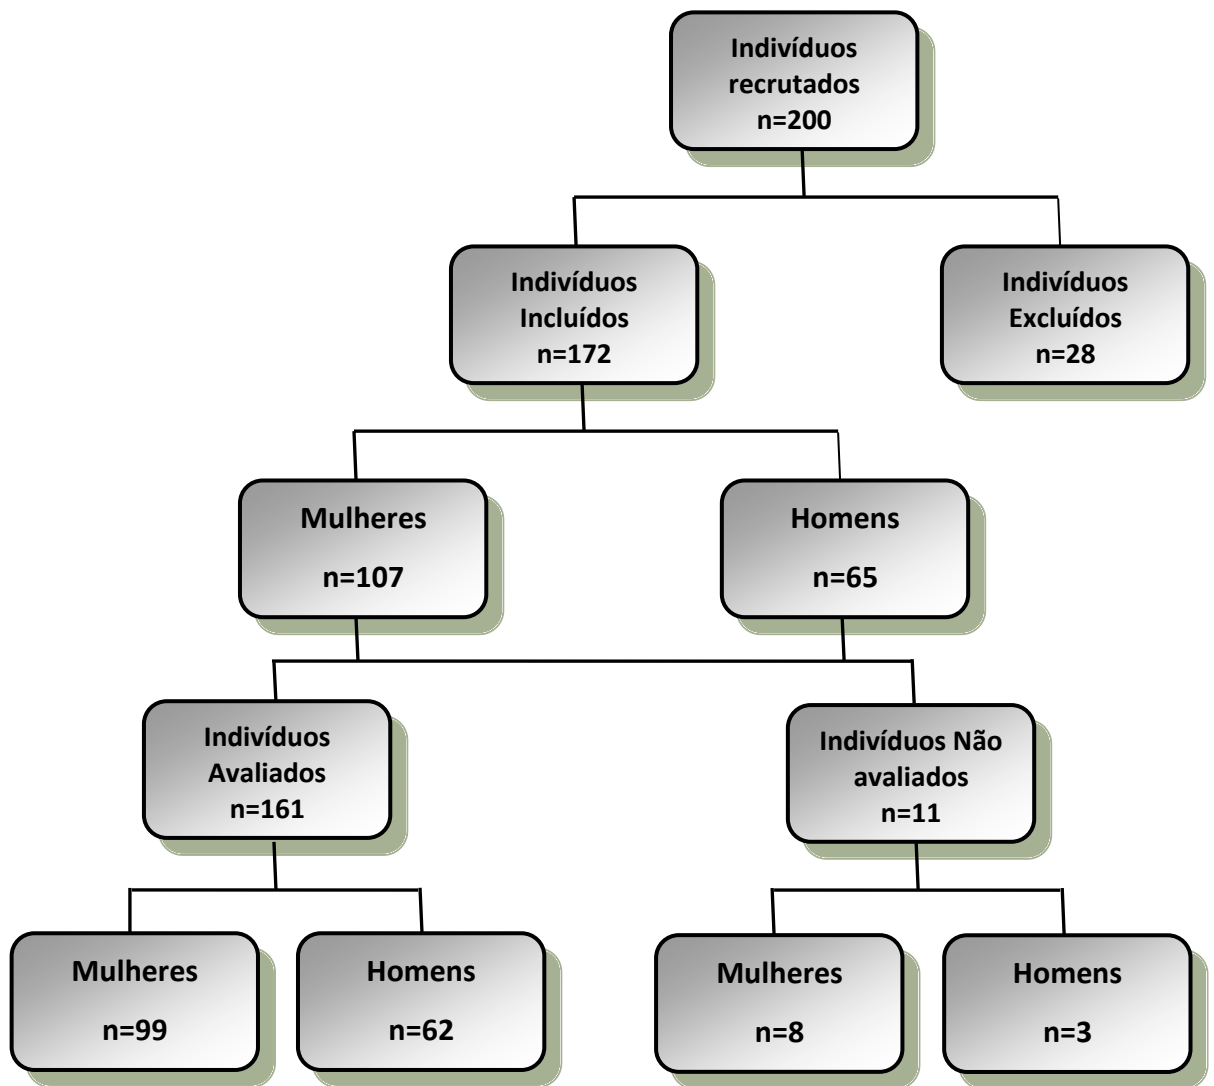 Indivíduos
recrutados
n=200
Indivíduos
Incluídos
n=172
Indivíduos
Excluídos
n=28
Mulheres
n=107
Homens
n=65
Indivíduos
Avaliados
n=161
Indivíduos Não
avaliados
n=11
Mulheres
n=99
Homens
n=62
Mulheres
n=8
Homens
n=3